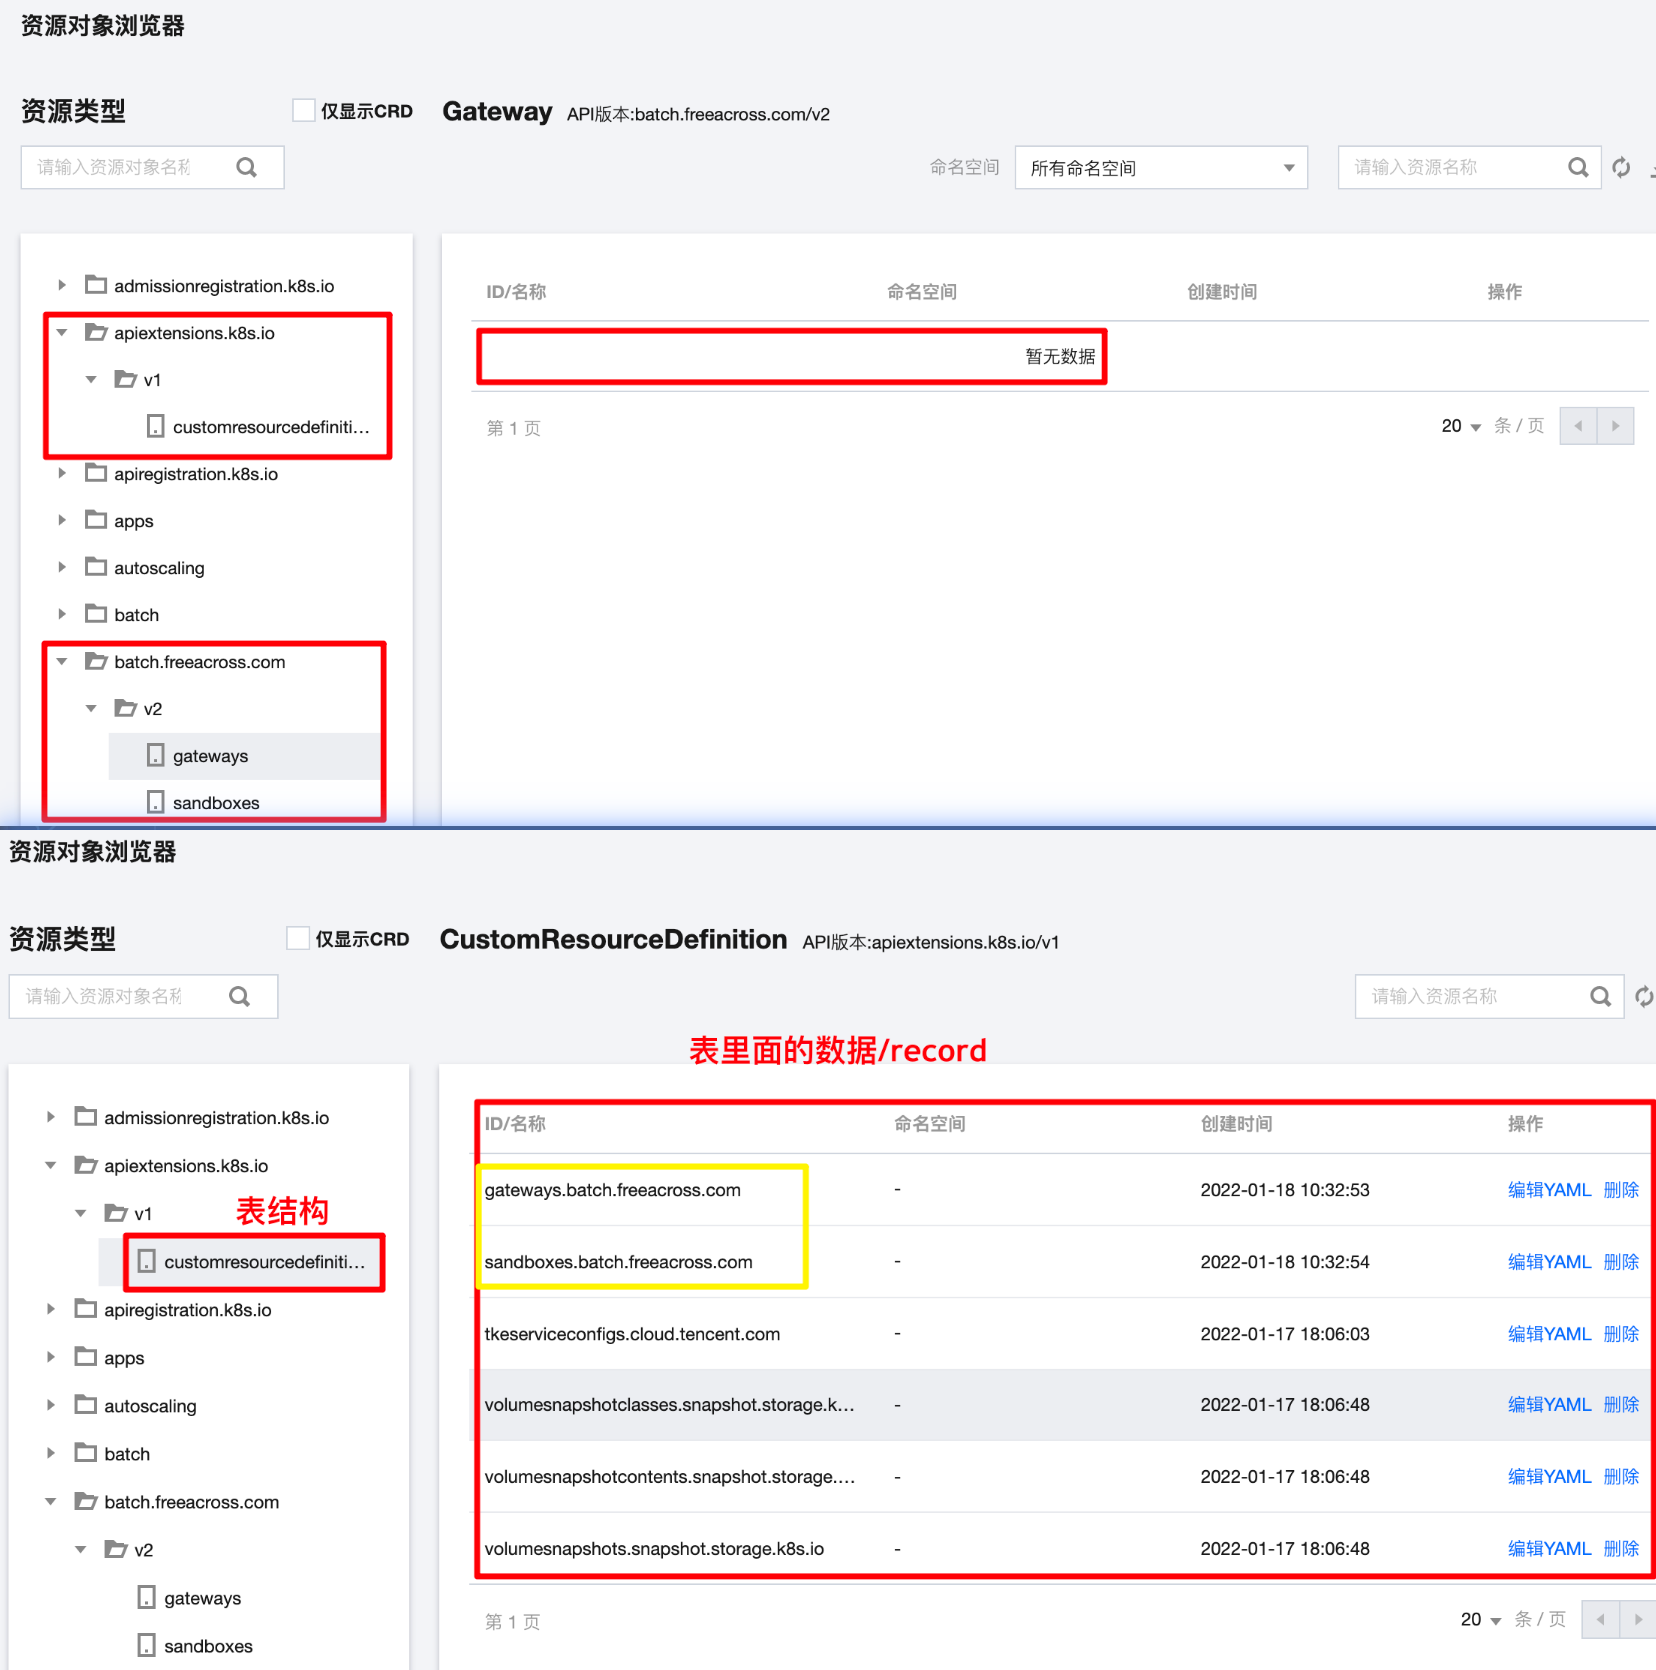 资源对象浏览器
资源类型
仅显示CRD
Gateway API版本:batch.freeacross.com/v2
请输入资源对象名称
命名空间
所有命名空间
请输入资源名称
admissionregistration.k8s.io
apiextensions.k8s.io
v1
customresourcedefiniti...
apiregistration.k8s.io
apps
autoscaling
batch
batch.freeacross.com
v2
gateways
sandboxes
ID/名称 命名空间 创建时间 操作
暂无数据
第 1 页
20 条 / 页
资源对象浏览器
资源类型
仅显示CRD
CustomResourceDefinition API版本:apiextensions.k8s.io/v1
请输入资源对象名称
请输入资源名称
表里面的数据/record
admissionregistration.k8s.io
apiextensions.k8s.io
v1
表结构
customresourcedefiniti...
apiregistration.k8s.io
apps
autoscaling
batch
batch.freeacross.com
v2
gateways
sandboxes
ID/名称 命名空间 创建时间 操作
gateways.batch.freeacross.com - 2022-01-18 10:32:53 编辑YAML 删除
sandboxes.batch.freeacross.com - 2022-01-18 10:32:54 编辑YAML 删除
tkeserviceconfigs.cloud.tencent.com - 2022-01-17 18:06:03 编辑YAML 删除
volumesnapshotclasses.snapshot.storage.k... - 2022-01-17 18:06:48 编辑YAML 删除
volumesnapshotcontents.snapshot.storage.... - 2022-01-17 18:06:48 编辑YAML 删除
volumesnapshots.snapshot.storage.k8s.io - 2022-01-17 18:06:48 编辑YAML 删除
第 1 页
20 条 / 页